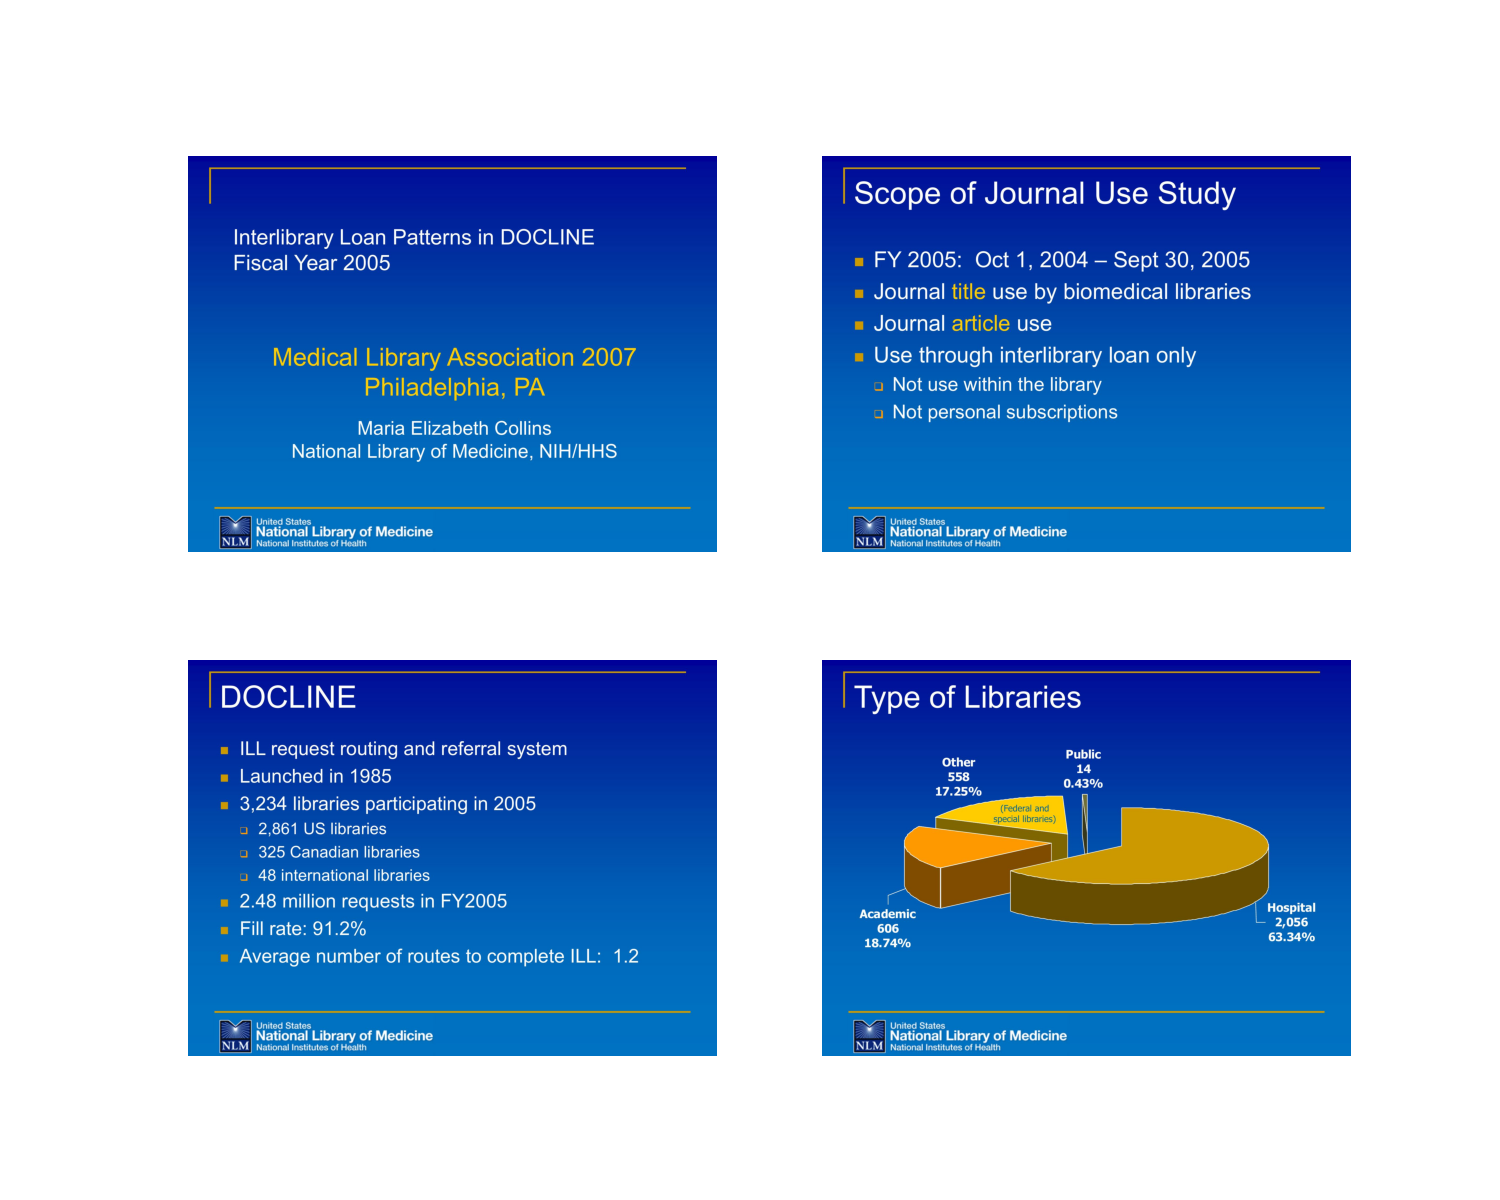 Interlibrary Loan Patterns in DOCLINE
Fiscal Year 2005
Medical Library Association 2007
Philadelphia, PA
Maria Elizabeth Collins
National Library of Medicine, NIH/HHS
United States
National Library of Medicine
National Institutes of Health
NLM
Scope of Journal Use Study
FY 2005: Oct 1, 2004 – Sept 30, 2005
Journal title use by biomedical libraries
Journal article use
Use through interlibrary loan only
Not use within the library
Not personal subscriptions
United States
National Library of Medicine
National Institutes of Health
NLM
DOCLINE
ILL request routing and referral system
Launched in 1985
3,234 libraries participating in 2005
2,861 US libraries
325 Canadian libraries
48 international libraries
2.48 million requests in FY2005
Fill rate: 91.2%
Average number of routes to complete ILL: 1.2
United States
National Library of Medicine
National Institutes of Health
NLM
Type of Libraries
Public
14
0.43%
Other
558
17.25%
(Federal and
special libraries)
Academic
606
18.74%
Hospital
2,056
63.34%
United States
National Library of Medicine
National Institutes of Health
NLM